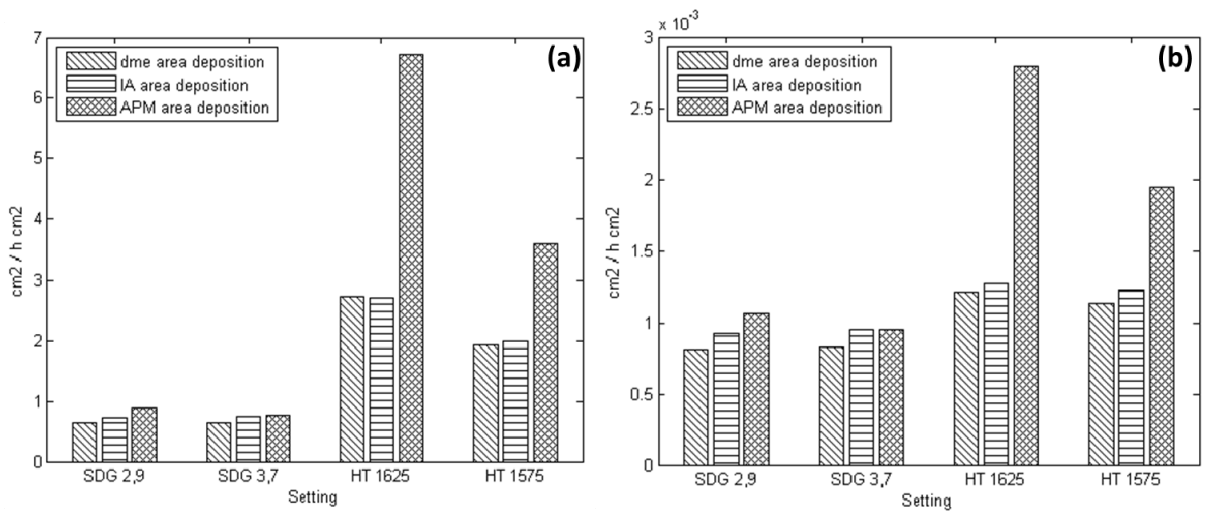 (a)
dme area deposition
IA area deposition
APM area deposition
7
6
5
4
3
2
1
0
cm2 / h cm2
SDG 2,9 SDG 3,7 HT 1625 HT 1575
Setting
x 10-3
(b)
dme area deposition
IA area deposition
APM area deposition
3
2.5
2
1.5
1
0.5
0
cm2 / h cm2
SDG 2,9 SDG 3,7 HT 1625 HT 1575
Setting